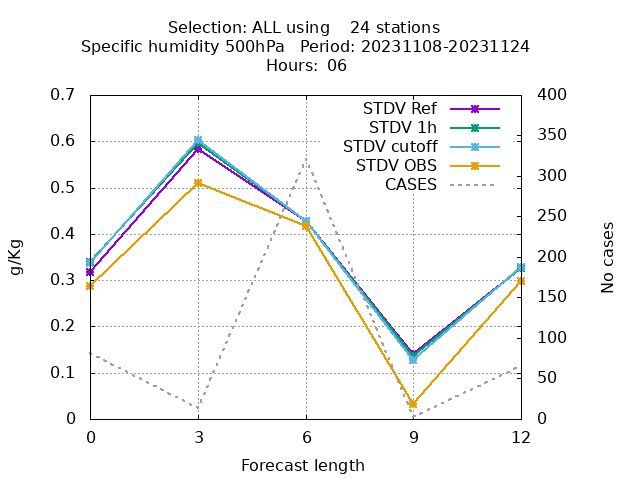 Selection: ALL using    24 stations
Specific humidity 500hPa   Period: 20231108-20231124
Hours: 06
STDV Ref
STDV 1h
STDV cutoff
STDV OBS
CASES
g/Kg
0.7
0.6
0.5
0.4
0.3
0.2
0.1
0
400
350
300
250
200
150
100
50
0
No cases
0 3 6 9 12
Forecast length